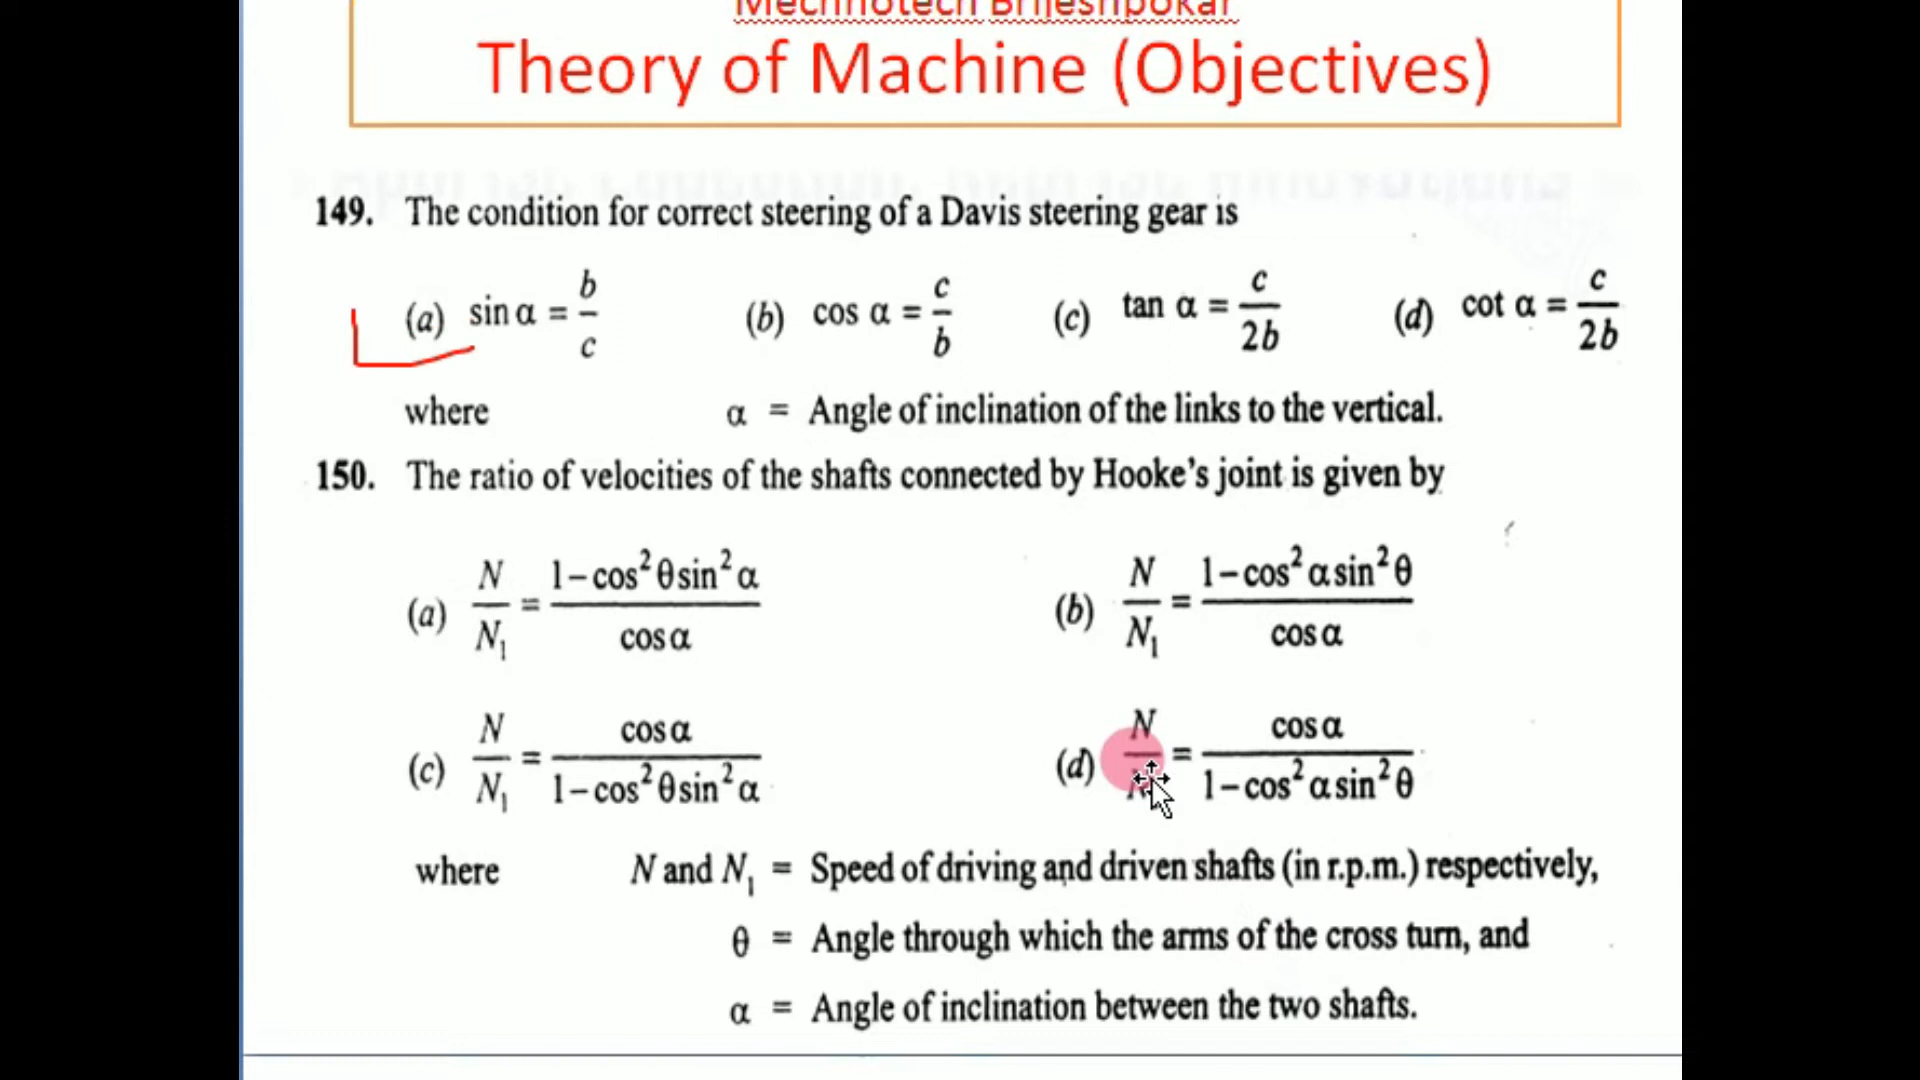 Mechnotech Brijeshpokar
Theory of Machine (Objectives)
149. The condition for correct steering of a Davis steering gear is
(a) sin α = b/c (b) cos α = c/b (c) tan α = c/2b (d) cot α = c/2b
where α = Angle of inclination of the links to the vertical.
150. The ratio of velocities of the shafts connected by Hooke's joint is given by
(a) N/N₁ = (1–cos²θ sin²α)/cos α (b) N/N₁ = (1–cos²α sin²θ)/cos α
(c) N/N₁ = cos α/(1–cos²θ sin²α) (d) N/N = cos α/(1–cos²α sin²θ)
where N and N₁ = Speed of driving and driven shafts (in r.p.m.) respectively,
θ = Angle through which the arms of the cross turn, and
α = Angle of inclination between the two shafts.